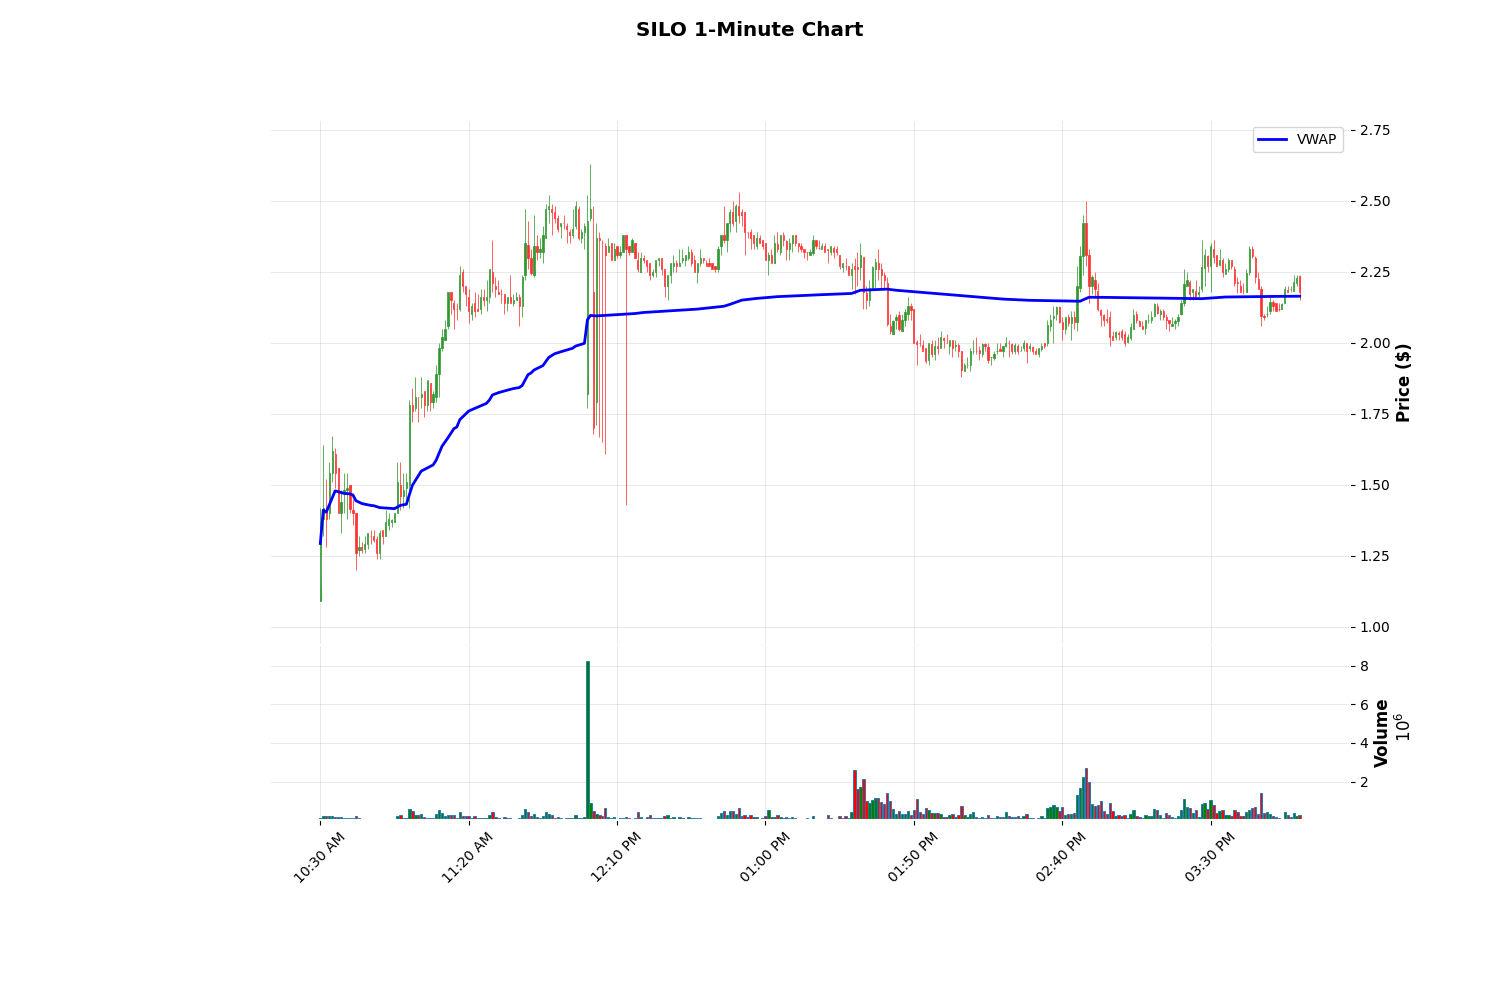 SILO 1-Minute Chart
VWAP
2.75
2.50
2.25
2.00
1.75
1.50
1.25
1.00
Price ($)
8
6
4
2
Volume
10^6
10:30 AM
11:20 AM
12:10 PM
01:00 PM
01:50 PM
02:40 PM
03:30 PM